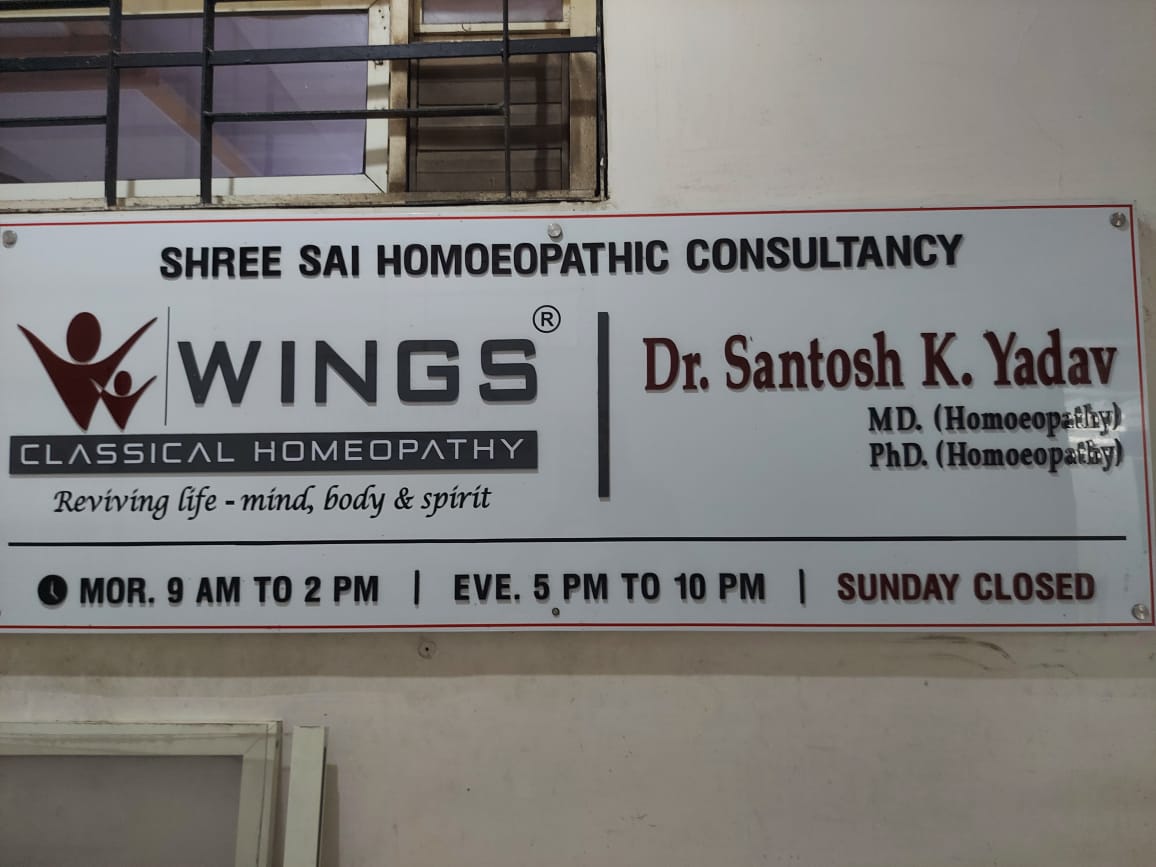 SHREE SAI HOMOEOPATHIC CONSULTANCY
WINGS®
CLASSICAL HOMEOPATHY
Reviving life - mind, body & spirit
Dr. Santosh K. Yadav
MD. (Homoeopathy)
PhD. (Homoeopathy)
MOR. 9 AM TO 2 PM | EVE. 5 PM TO 10 PM | SUNDAY CLOSED